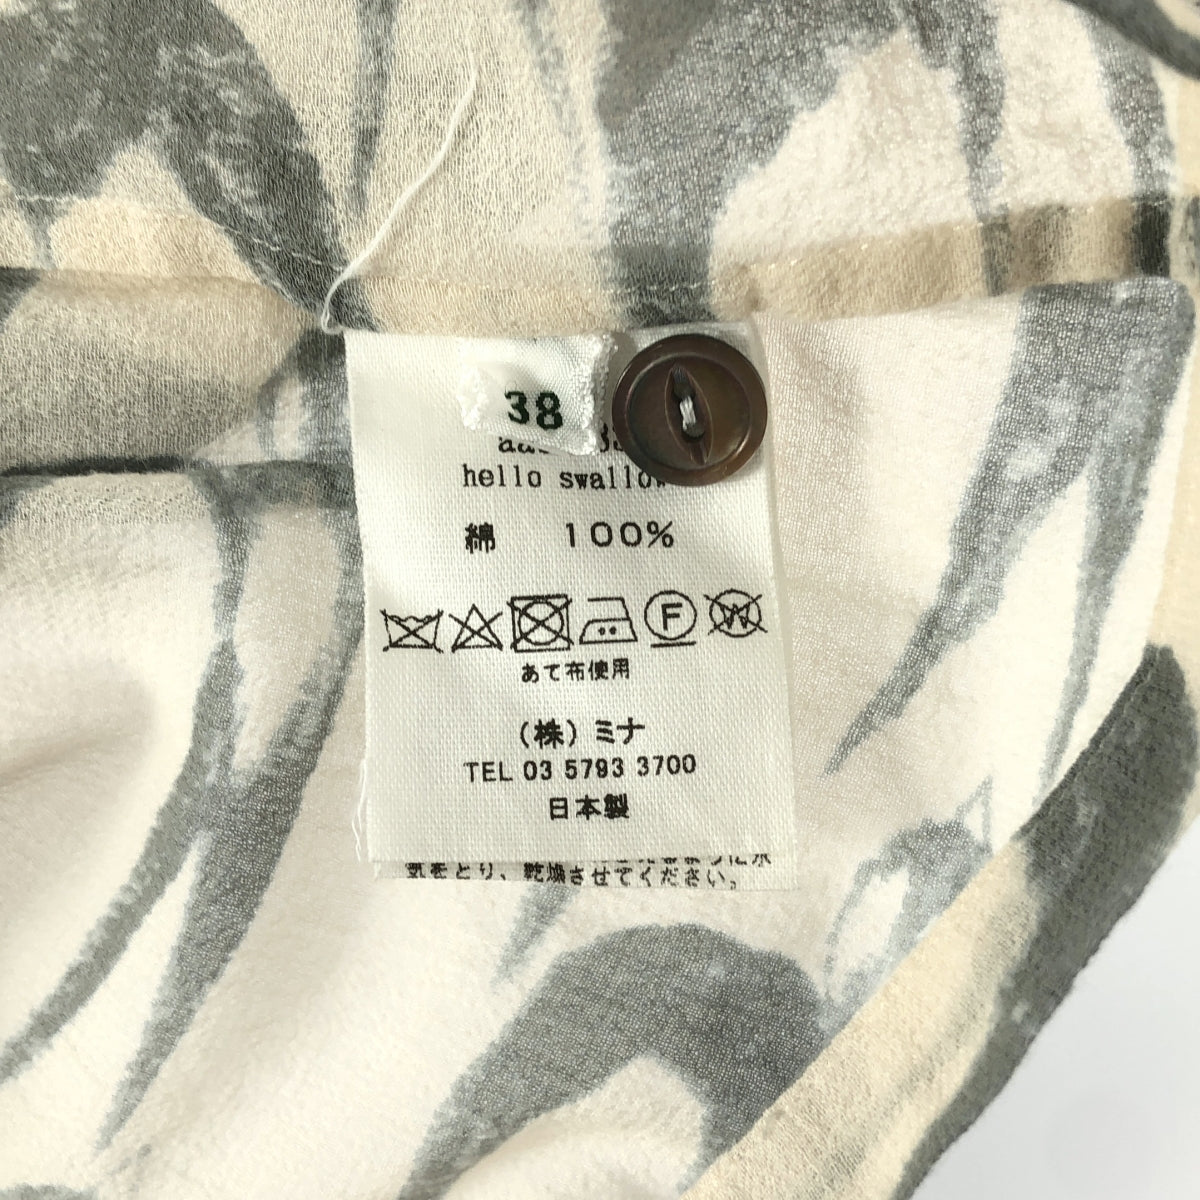 38
hello swallow
綿 100%
F W
あて布使用
(株)ミナ
TEL 03 5793 3700
日本製
気をとり、乾燥させてください。